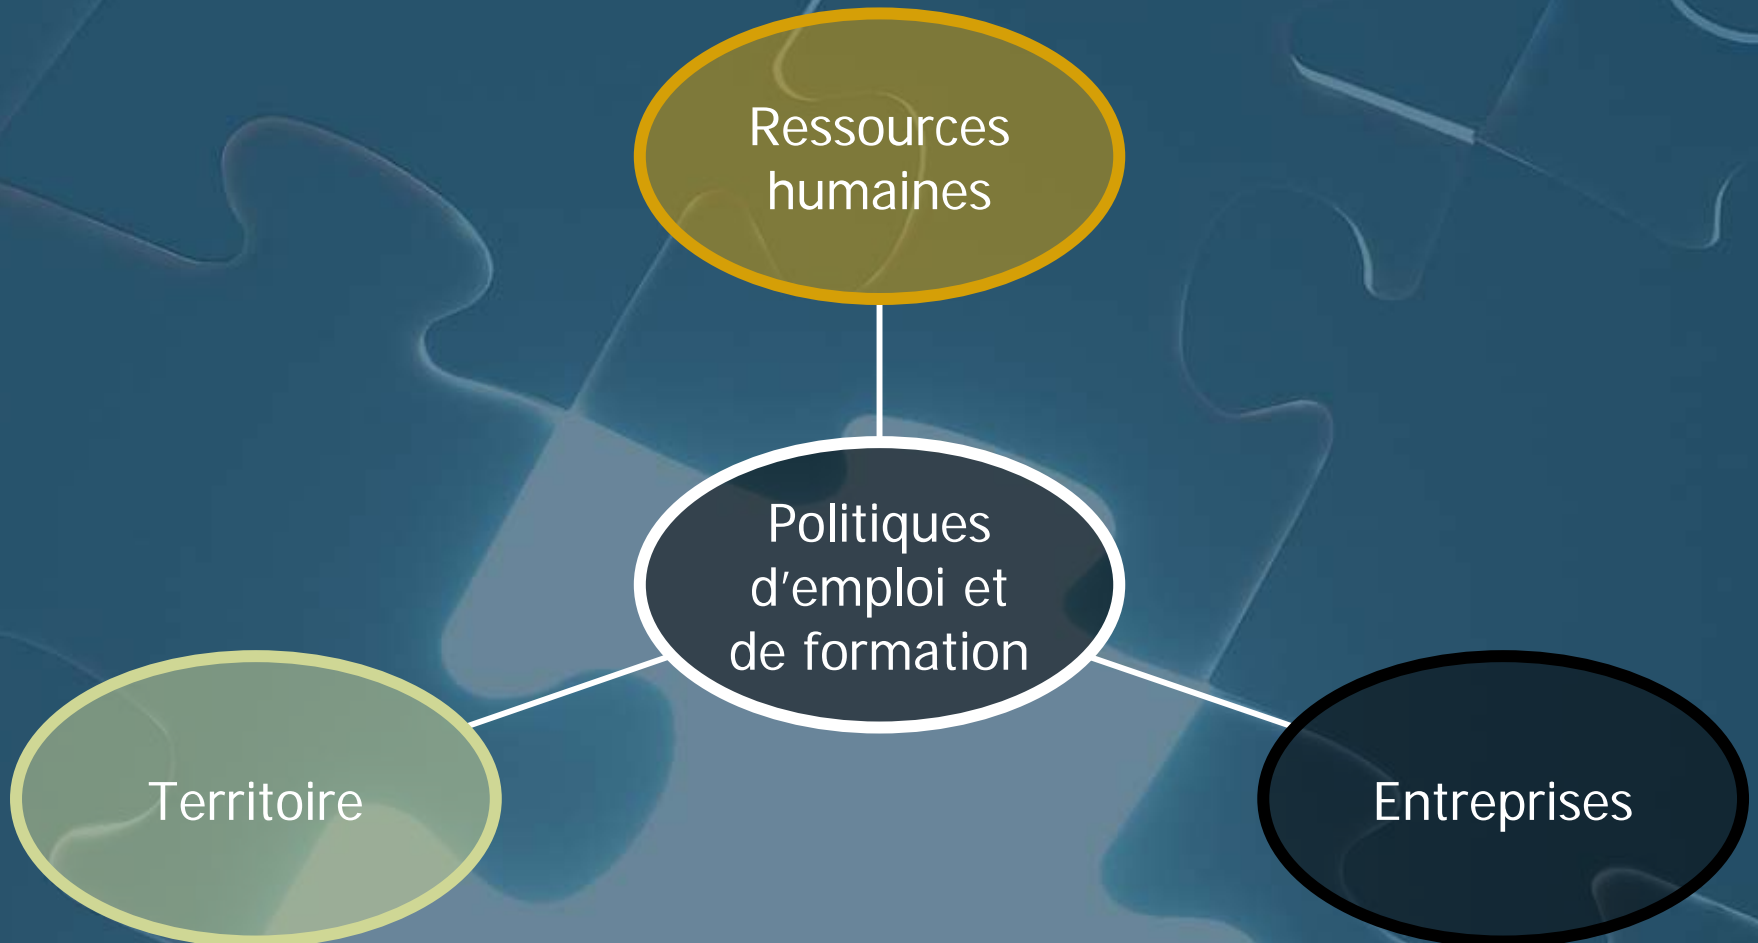 Ressources
humaines
Politiques
d’emploi et
de formation
Territoire
Entreprises